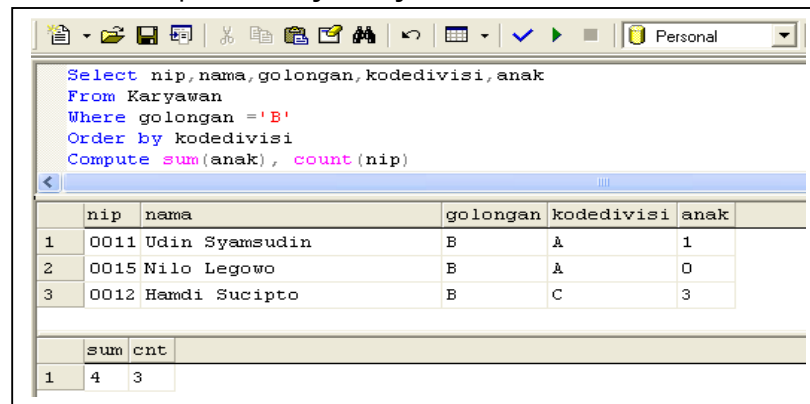 Personal
Select nip,nama,golongan,kodedivisi,anak
From Karyawan
Where golongan ='B'
Order by kodedivisi
Compute sum(anak), count(nip)
nip nama golongan kodedivisi anak
1 0011 Udin Syamsudin B A 1
2 0015 Nilo Legowo B A 0
3 0012 Hamdi Sucipto B C 3
sum cnt
1 4 3